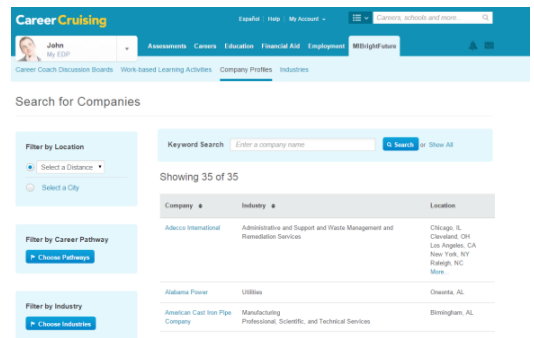 Career Cruising
Español | Help | My Account
Careers, schools and more...
John
My EDP
Assessments Careers Education Financial Aid Employment MIBrightFuture
Career Coach Discussion Boards Work-based Learning Activities Company Profiles Industries
Search for Companies
Filter by Location
Select a Distance
Select a City
Keyword Search Enter a company name Search or Show All
Showing 35 of 35
Company Industry Location
Adecco International Administrative and Support and Waste Management and Chicago, IL
Remediation Services Cleveland, OH
Los Angeles, CA
New York, NY
Raleigh, NC
More...
Filter by Career Pathway
Choose Pathways
Alabama Power Utilities Oneonta, AL
Filter by Industry
Choose Industries
American Cast Iron Pipe Manufacturing Birmingham, AL
Company Professional, Scientific, and Technical Services